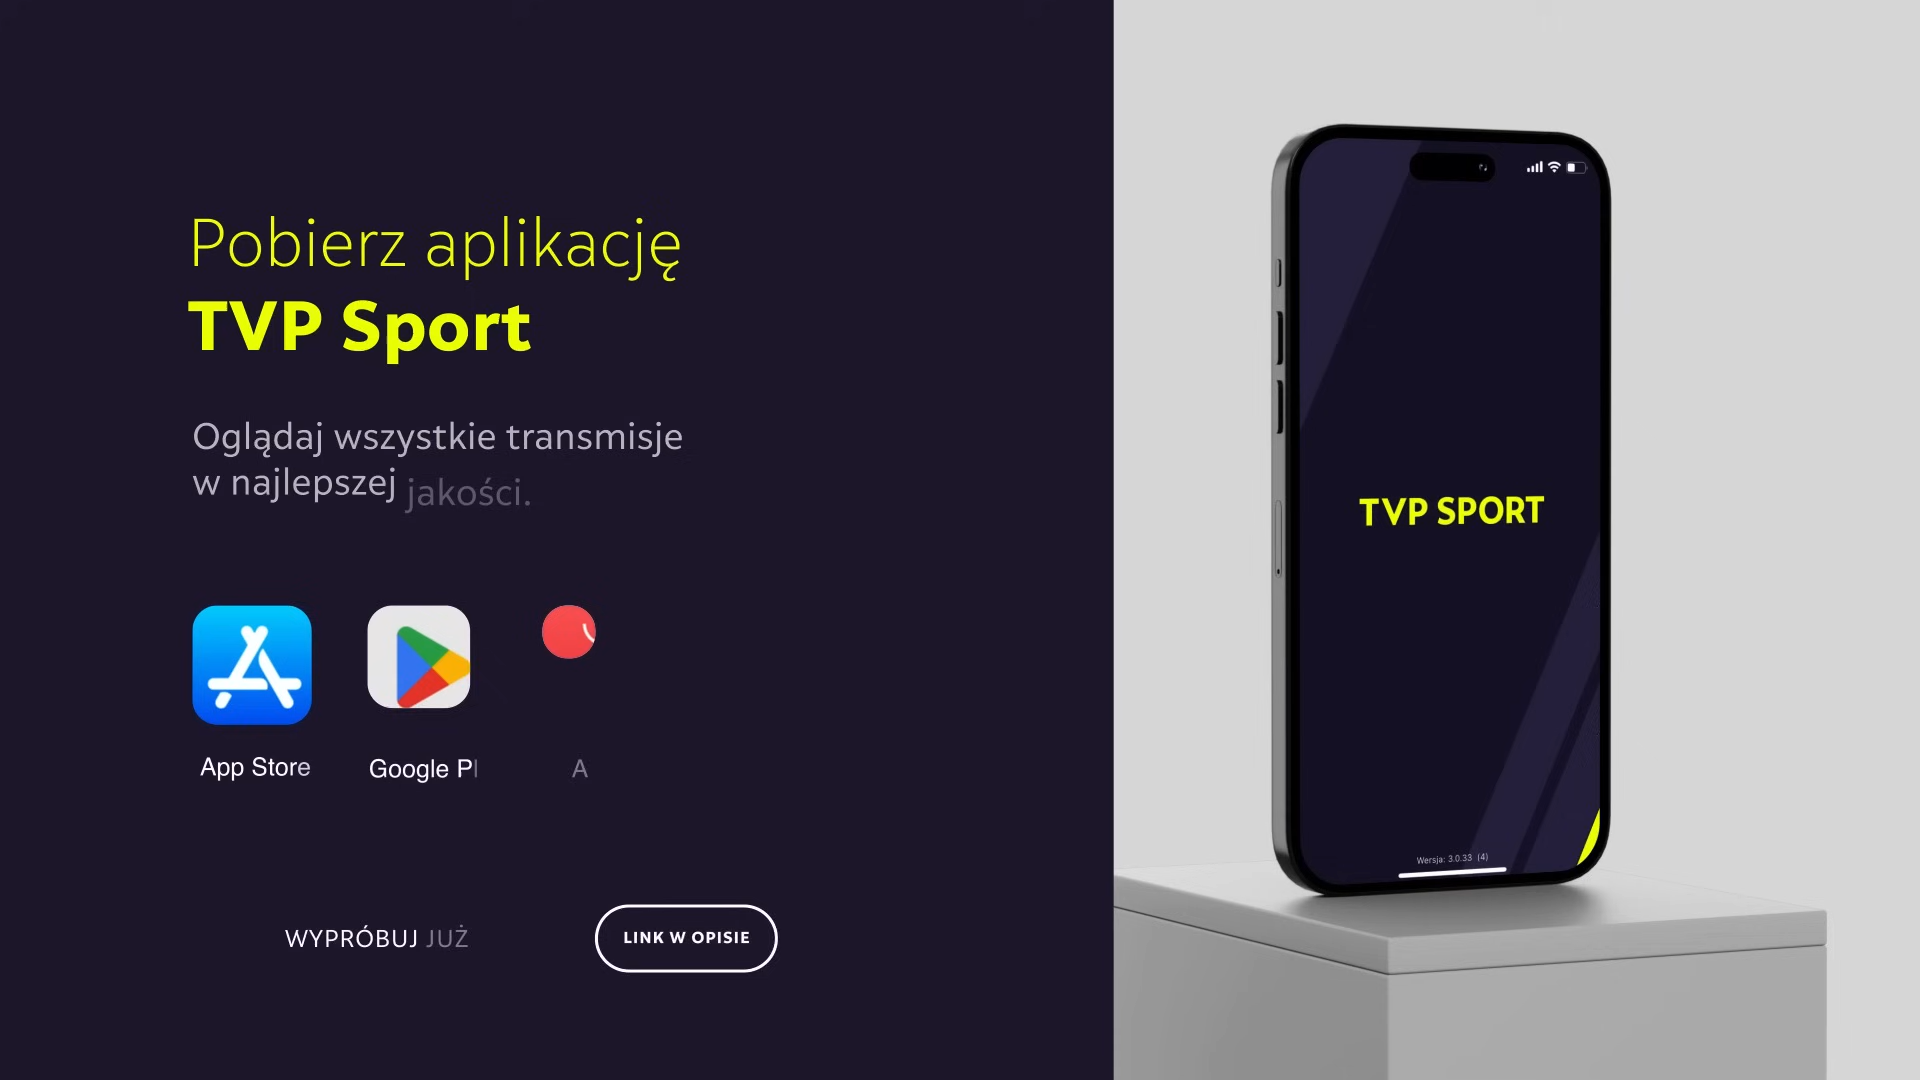 Pobierz aplikację
TVP Sport
Oglądaj wszystkie transmisje
w najlepszej jakości.
App Store
Google Pl
A
WYPRÓBUJ JUŻ
LINK W OPISIE
TVP SPORT
Wersja: 3.0.33 (4)